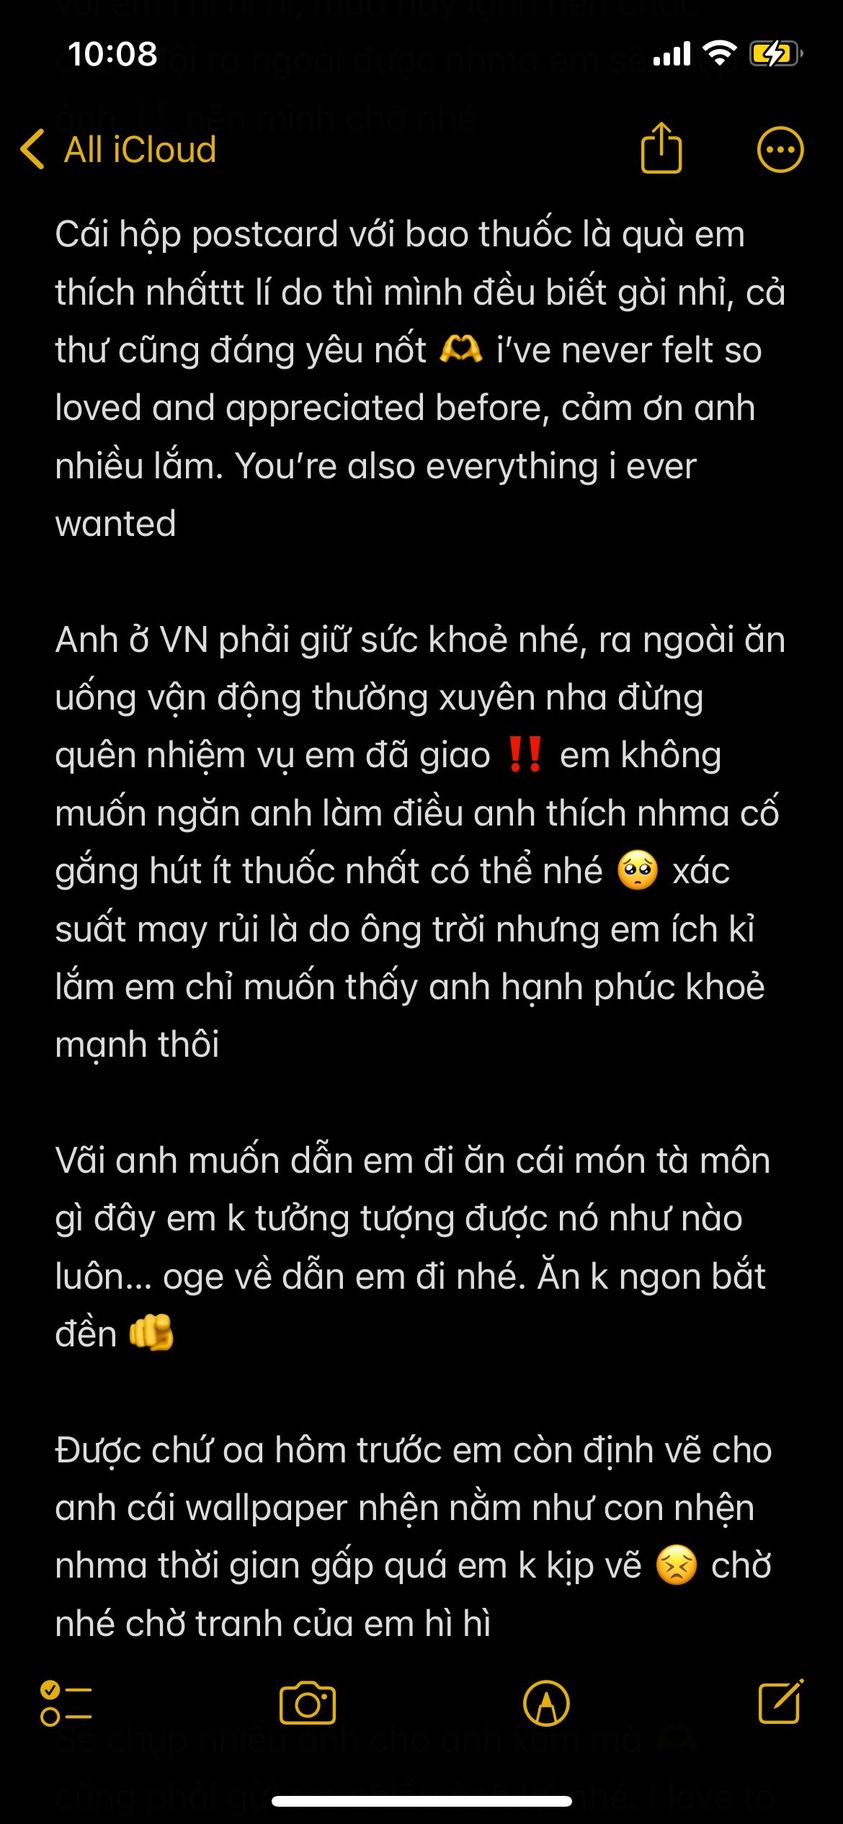 10:08
All iCloud
Cái hộp postcard với bao thuốc là quà em
thích nhấttt lí do thì mình đều biết gòi nhỉ, cả
thư cũng đáng yêu nốt 🫶 i’ve never felt so
loved and appreciated before, cảm ơn anh
nhiều lắm. You’re also everything i ever
wanted
Anh ở VN phải giữ sức khoẻ nhé, ra ngoài ăn
uống vận động thường xuyên nha đừng
quên nhiệm vụ em đã giao ‼️ em không
muốn ngăn anh làm điều anh thích nhma cố
gắng hút ít thuốc nhất có thể nhé 🥺 xác
suất may rủi là do ông trời nhưng em ích kỉ
lắm em chỉ muốn thấy anh hạnh phúc khoẻ
mạnh thôi
Vãi anh muốn dẫn em đi ăn cái món tà môn
gì đây em k tưởng tượng được nó như nào
luôn... oge về dẫn em đi nhé. Ăn k ngon bắt
đền 🫵
Được chứ oa hôm trước em còn định vẽ cho
anh cái wallpaper nhện nằm như con nhện
nhma thời gian gấp quá em k kịp vẽ 😣 chờ
nhé chờ tranh của em hì hì